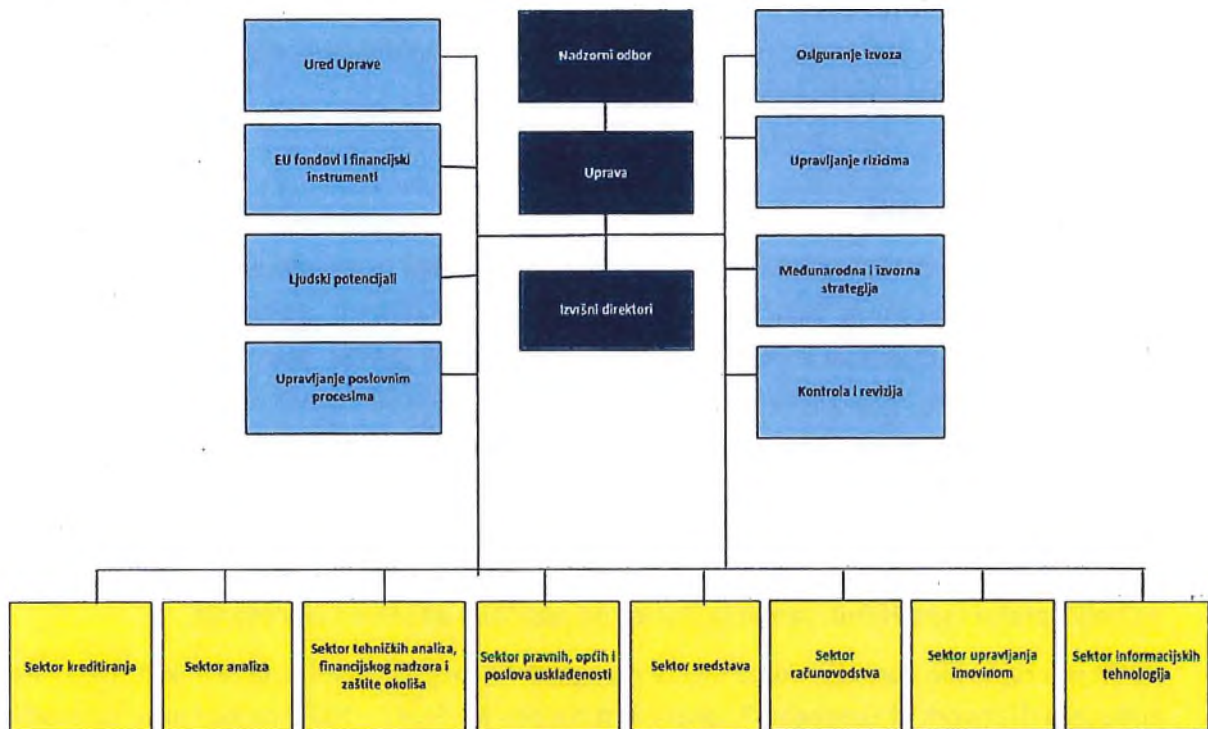 Ured Uprave
Nadzorni odbor
Osiguranje izvoza
EU fondovi i financijski
instrumenti
Uprava
Upravljanje rizicima
Ljudski potencijali
Izvršni direktori
Međunarodna i izvozna
strategija
Upravljanje poslovnim
procesima
Kontrola i revizija
Sektor kreditiranja
Sektor analiza
Sektor tehničkih analiza,
financijskog nadzora i
zaštite okoliša
Sektor pravnih, općih i
poslova usklađenosti
Sektor sredstava
Sektor
računovodstva
Sektor upravljanja
imovinom
Sektor informacijskih
tehnologija